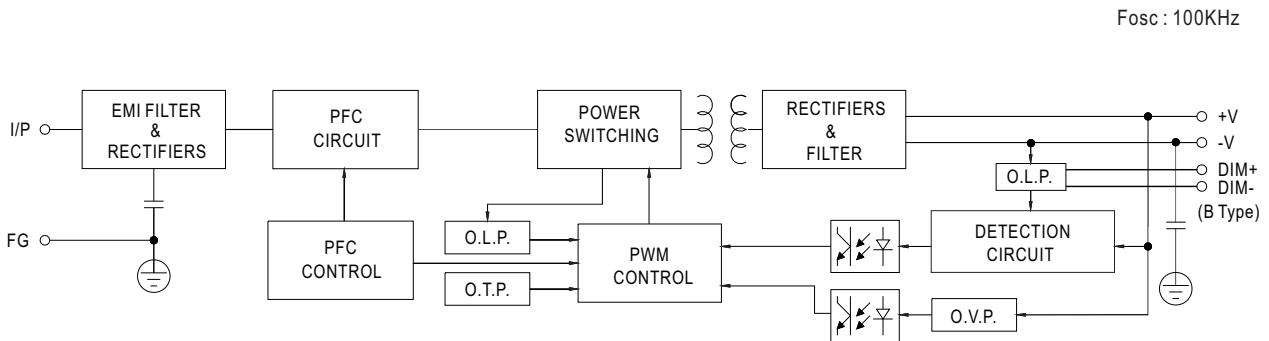 Fosc : 100KHz
I/P
EMI FILTER
&
RECTIFIERS
PFC
CIRCUIT
POWER
SWITCHING
RECTIFIERS
&
FILTER
+V
-V
DIM+
DIM-
(B Type)
O.L.P.
FG
PFC
CONTROL
O.L.P.
O.T.P.
PWM
CONTROL
DETECTION
CIRCUIT
O.V.P.